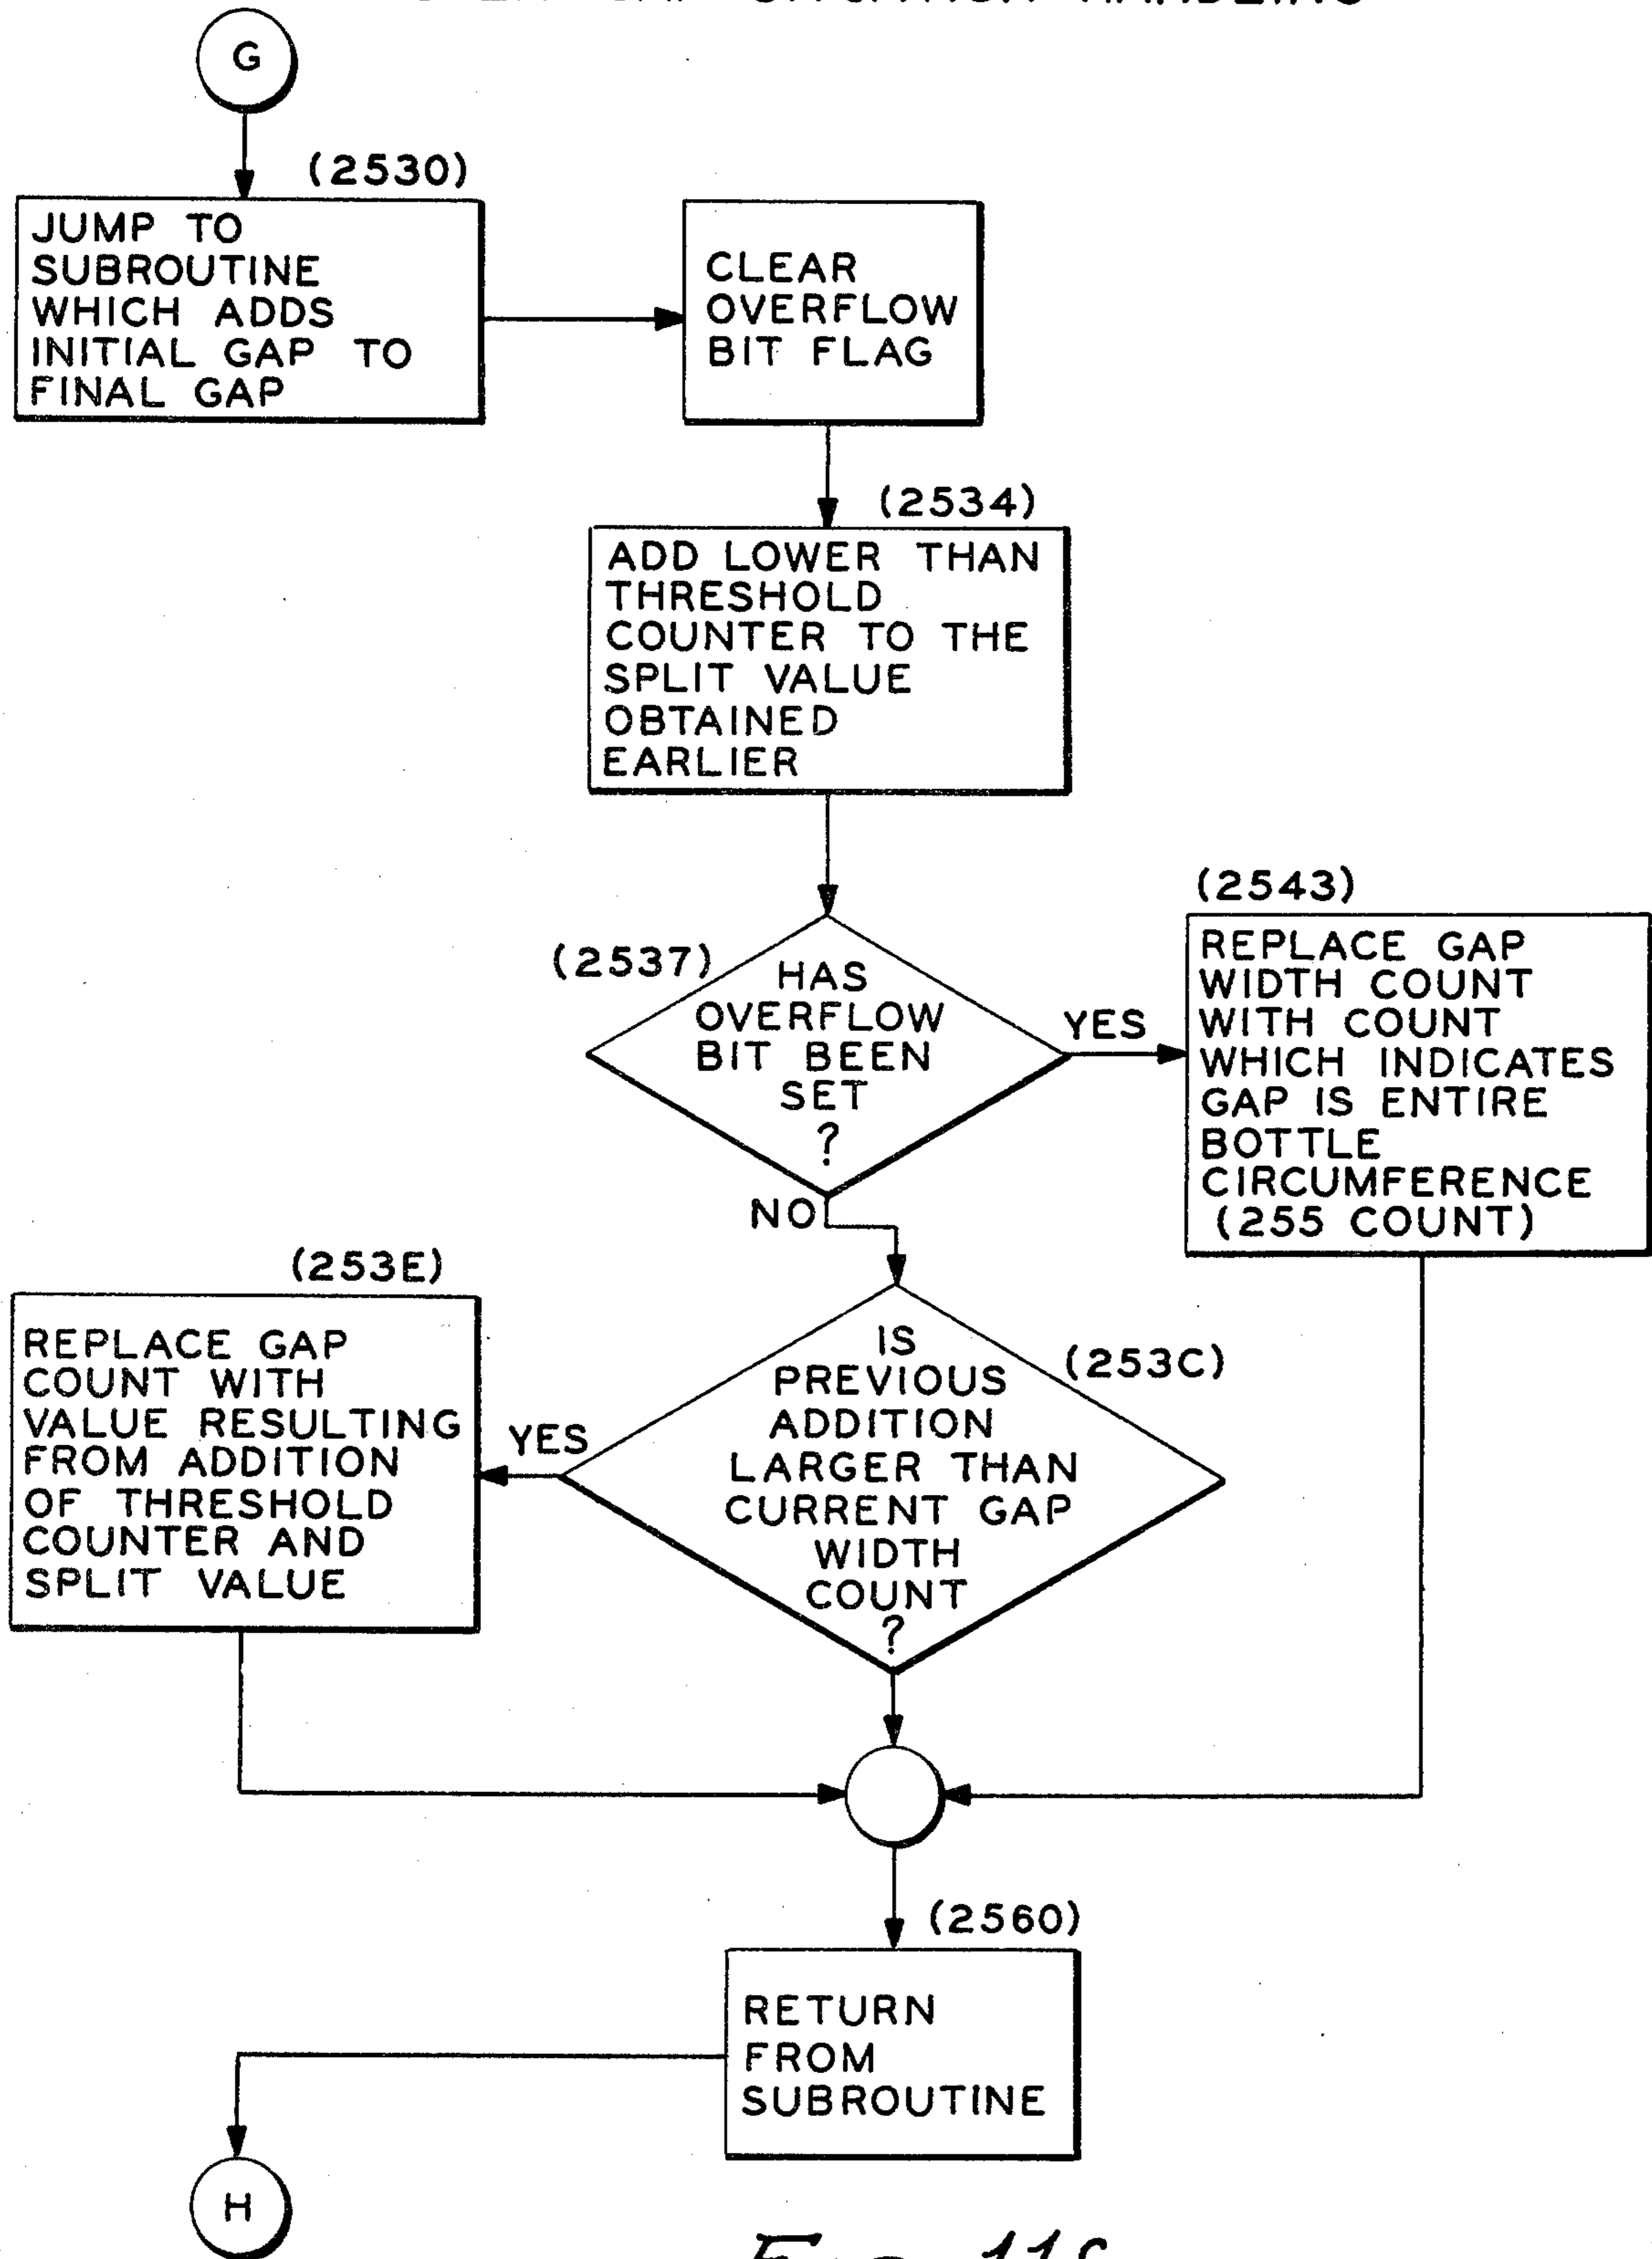 G
(2530)
JUMP TO
SUBROUTINE
WHICH ADDS
INITIAL GAP TO
FINAL GAP
CLEAR
OVERFLOW
BIT FLAG
(2534)
ADD LOWER THAN
THRESHOLD
COUNTER TO THE
SPLIT VALUE
OBTAINED
EARLIER
(2537)
HAS
OVERFLOW
BIT BEEN
SET
?
YES
(2543)
REPLACE GAP
WIDTH COUNT
WITH COUNT
WHICH INDICATES
GAP IS ENTIRE
BOTTLE
CIRCUMFERENCE
(255 COUNT)
NO
(253C)
IS
PREVIOUS
ADDITION
LARGER THAN
CURRENT GAP
WIDTH
COUNT
?
YES
(253E)
REPLACE GAP
COUNT WITH
VALUE RESULTING
FROM ADDITION
OF THRESHOLD
COUNTER AND
SPLIT VALUE
(2560)
RETURN
FROM
SUBROUTINE
H